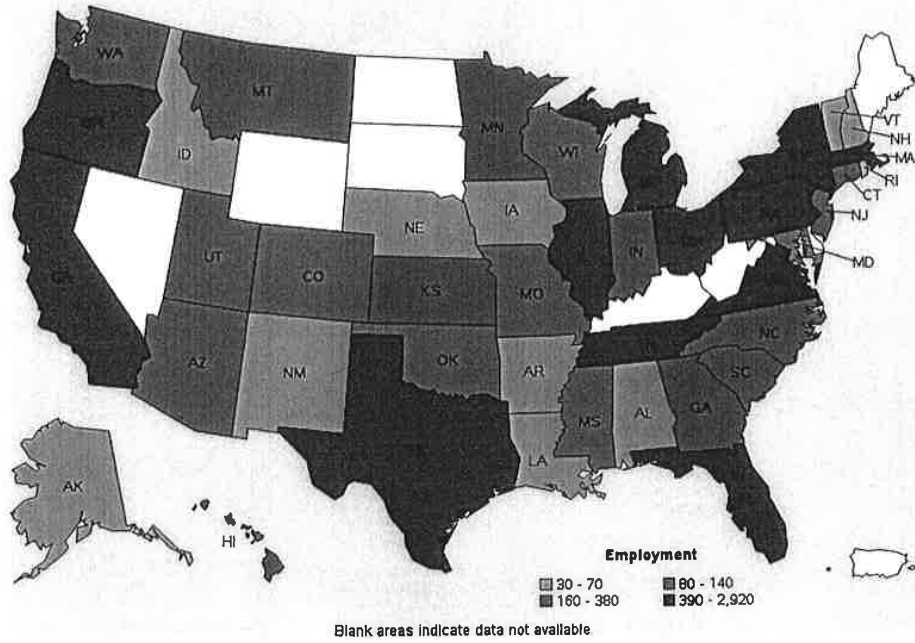 WA
MT
MN
VT
NH
WI
MA
ID
RI
CT
IA
NE
NJ
UT
CO
IN
MD
KS
MO
NC
AZ
NM
OK
AR
SC
MS
AL
GA
LA
AK
HI
Employment
30 - 70 80 - 140
160 - 380 390 - 2,920
Blank areas indicate data not available